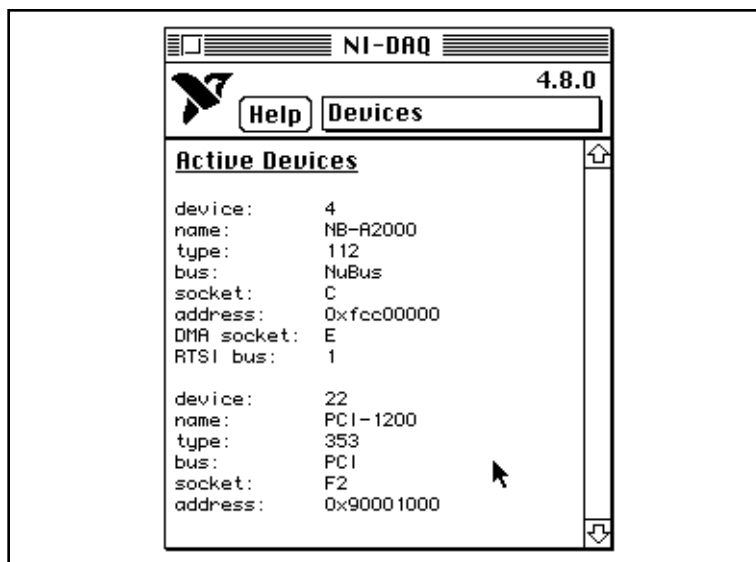 NI-DAQ
4.8.0
Help Devices
Active Devices
device: 4
name: NB-A2000
type: 112
bus: NuBus
socket: C
address: 0xfcc00000
DMA socket: E
RTSI bus: 1
device: 22
name: PCI-1200
type: 353
bus: PCI
socket: F2
address: 0x90001000